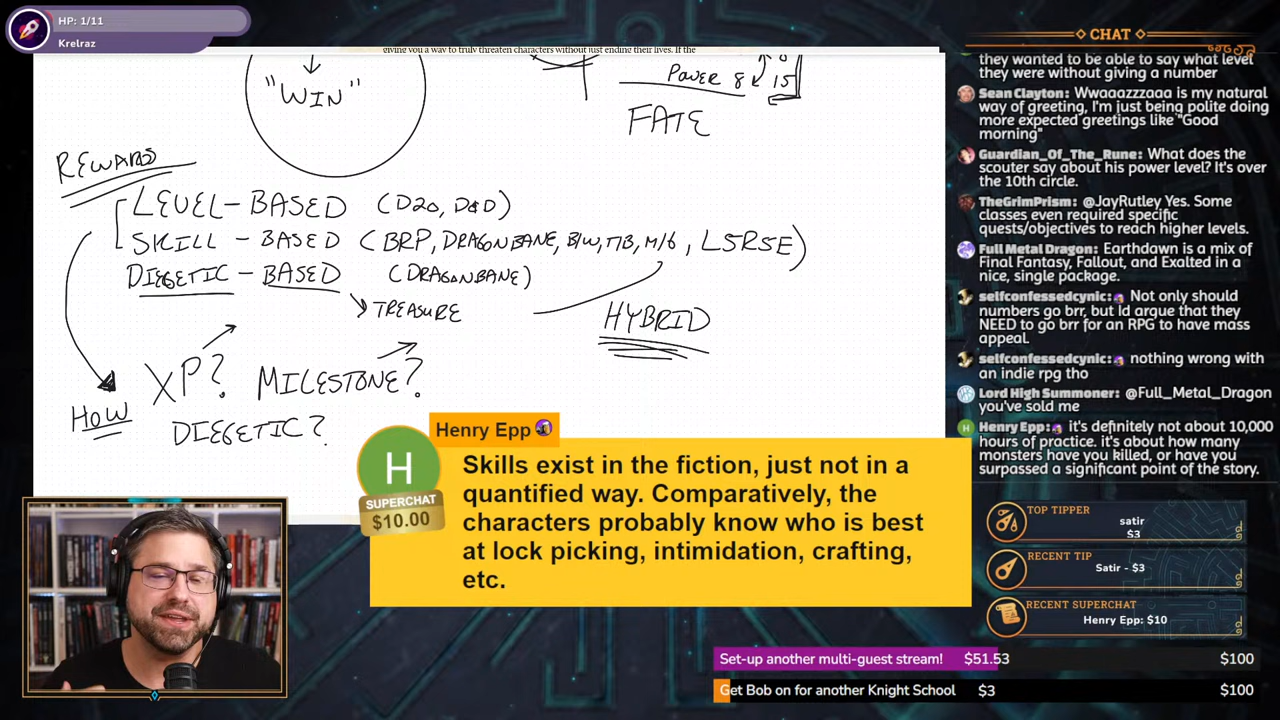 HP: 1/11
Krelraz
giving you a way to truly threaten characters without just ending their lives. If the
"WIN"
Power 8
15
FATE
REWARD
LEVEL-BASED (D20, D&D)
SKILL - BASED (BRP, DRAGONBANE, B/W, T/B, M/G, LSRSE)
DIEGETIC - BASED (DRAGONBANE)
TREASURE
HYBRID
XP? MILESTONE?
HOW
DIEGETIC?
Henry Epp
H
SUPERCHAT
$10.00
Skills exist in the fiction, just not in a
quantified way. Comparatively, the
characters probably know who is best
at lock picking, intimidation, crafting,
etc.
CHAT
they wanted to be able to say what level
they were without giving a number
Sean Clayton: Wwaaazzzaaa is my natural
way of greeting, I'm just being polite doing
more expected greetings like "Good
morning"
Guardian_Of_The_Rune: What does the
scouter say about his power level? It's over
the 10th circle.
TheGrimPrism: @JayRutley Yes. Some
classes even required specific
quests/objectives to reach higher levels.
Full Metal Dragon: Earthdawn is a mix of
Final Fantasy, Fallout, and Exalted in a
nice, single package.
selfconfessedcynic: Not only should
numbers go brr, but Id argue that they
NEED to go brr for an RPG to have mass
appeal.
selfconfessedcynic: nothing wrong with
an indie rpg tho
Lord High Summoner: @Full_Metal_Dragon
you've sold me
H Henry Epp: it's definitely not about 10,000
hours of practice. it's about how many
monsters have you killed, or have you
surpassed a significant point of the story.
TOP TIPPER
satir
$3
RECENT TIP
Satir - $3
RECENT SUPERCHAT
Henry Epp: $10
Set-up another multi-guest stream! $51.53 $100
Get Bob on for another Knight School $3 $100